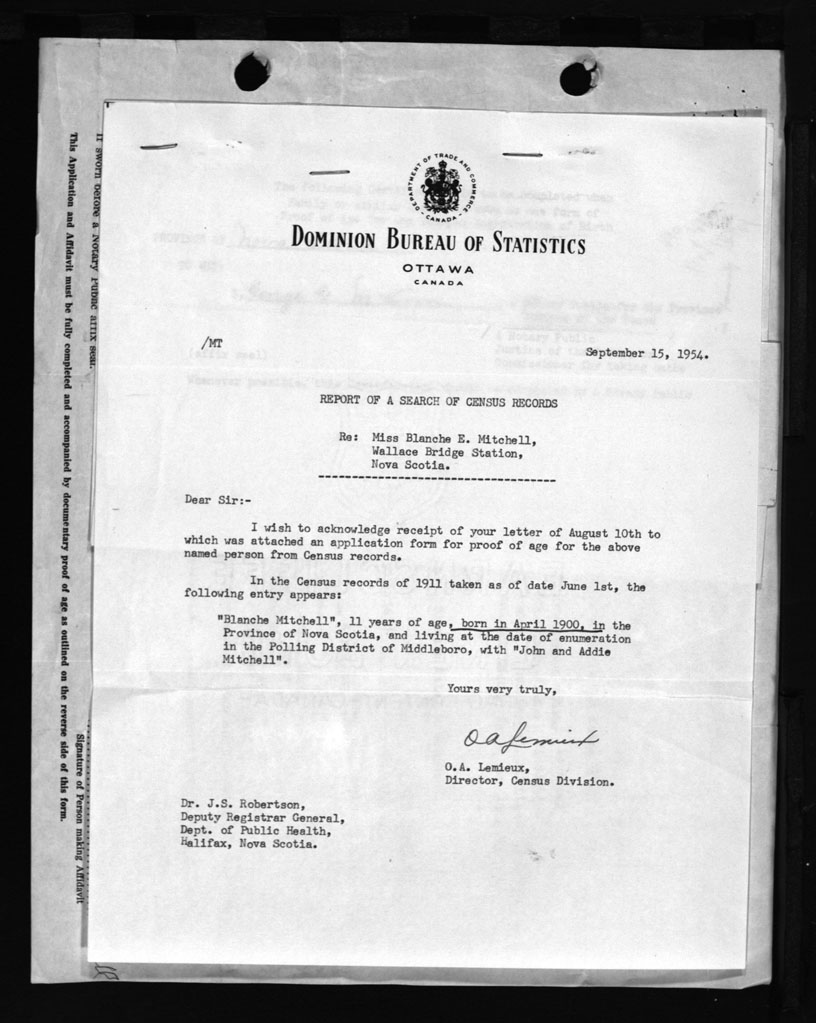 DEPARTMENT OF TRADE AND COMMERCE
CANADA
DOMINION BUREAU OF STATISTICS
OTTAWA
CANADA
/MT
September 15, 1954.
REPORT OF A SEARCH OF CENSUS RECORDS
Re: Miss Blanche E. Mitchell,
Wallace Bridge Station,
Nova Scotia.
Dear Sir:-
I wish to acknowledge receipt of your letter of August 10th to
which was attached an application form for proof of age for the above
named person from Census records.
In the Census records of 1911 taken as of date June 1st, the
following entry appears:
"Blanche Mitchell", 11 years of age, born in April 1900, in the
Province of Nova Scotia, and living at the date of enumeration
in the Polling District of Middleboro, with "John and Addie
Mitchell".
Yours very truly,
O A Lemieux
O.A. Lemieux,
Director, Census Division.
Dr. J.S. Robertson,
Deputy Registrar General,
Dept. of Public Health,
Halifax, Nova Scotia.
If sworn before a Notary Public affix seal.
This Application and Affidavit must be fully completed and accompanied by documentary proof of age as outlined on the reverse side of this form.
Signature of Person making Affidavit